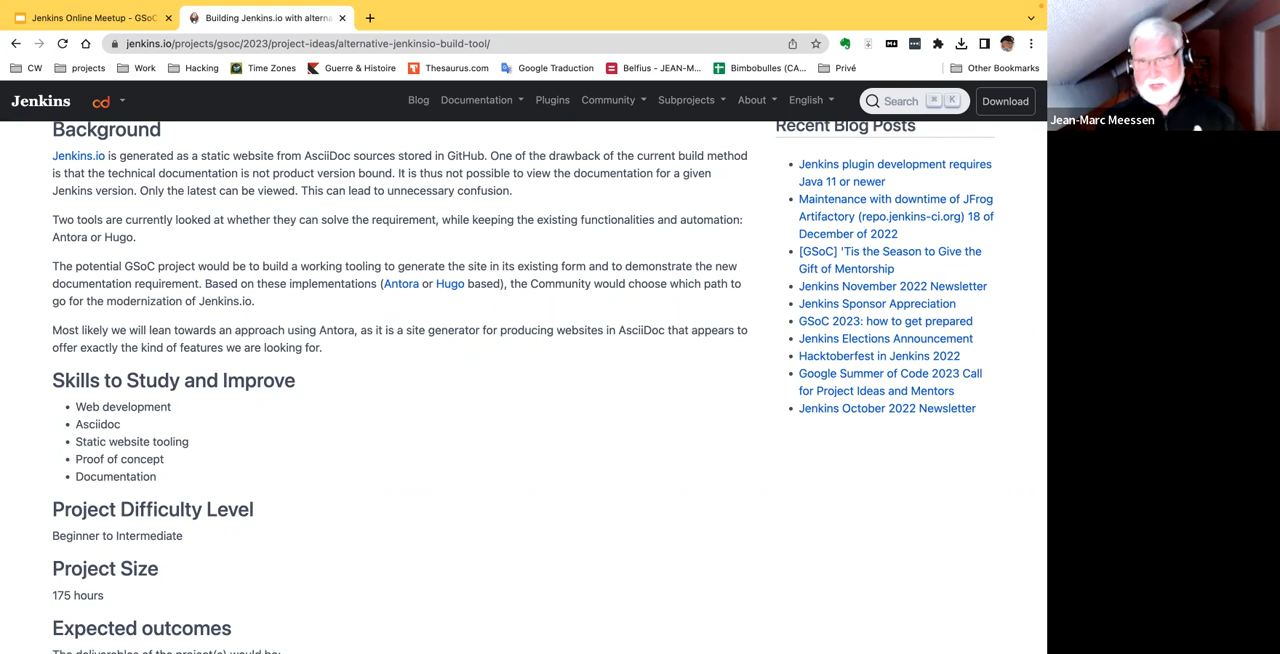 Jenkins Online Meetup - GSoC
Building Jenkins.io with alterna
jenkins.io/projects/gsoc/2023/project-ideas/alternative-jenkinsio-build-tool/
CW projects Work Hacking Time Zones Guerre & Histoire Thesaurus.com Google Traduction Belfius - JEAN-M... Bimbobulles (CA... Privé Other Bookmarks
Jenkins cd Blog Documentation Plugins Community Subprojects About English Search ⌘ K Download
Jean-Marc Meessen
Background
Jenkins.io is generated as a static website from AsciiDoc sources stored in GitHub. One of the drawback of the current build method
is that the technical documentation is not product version bound. It is thus not possible to view the documentation for a given
Jenkins version. Only the latest can be viewed. This can lead to unnecessary confusion.
Two tools are currently looked at whether they can solve the requirement, while keeping the existing functionalities and automation:
Antora or Hugo.
The potential GSoC project would be to build a working tooling to generate the site in its existing form and to demonstrate the new
documentation requirement. Based on these implementations (Antora or Hugo based), the Community would choose which path to
go for the modernization of Jenkins.io.
Most likely we will lean towards an approach using Antora, as it is a site generator for producing websites in AsciiDoc that appears to
offer exactly the kind of features we are looking for.
Skills to Study and Improve
• Web development
• Asciidoc
• Static website tooling
• Proof of concept
• Documentation
Project Difficulty Level
Beginner to Intermediate
Project Size
175 hours
Expected outcomes
The deliverables of the project(s) would be:
Recent Blog Posts
• Jenkins plugin development requires
Java 11 or newer
• Maintenance with downtime of JFrog
Artifactory (repo.jenkins-ci.org) 18 of
December of 2022
• [GSoC] 'Tis the Season to Give the
Gift of Mentorship
• Jenkins November 2022 Newsletter
• Jenkins Sponsor Appreciation
• GSoC 2023: how to get prepared
• Jenkins Elections Announcement
• Hacktoberfest in Jenkins 2022
• Google Summer of Code 2023 Call
for Project Ideas and Mentors
• Jenkins October 2022 Newsletter